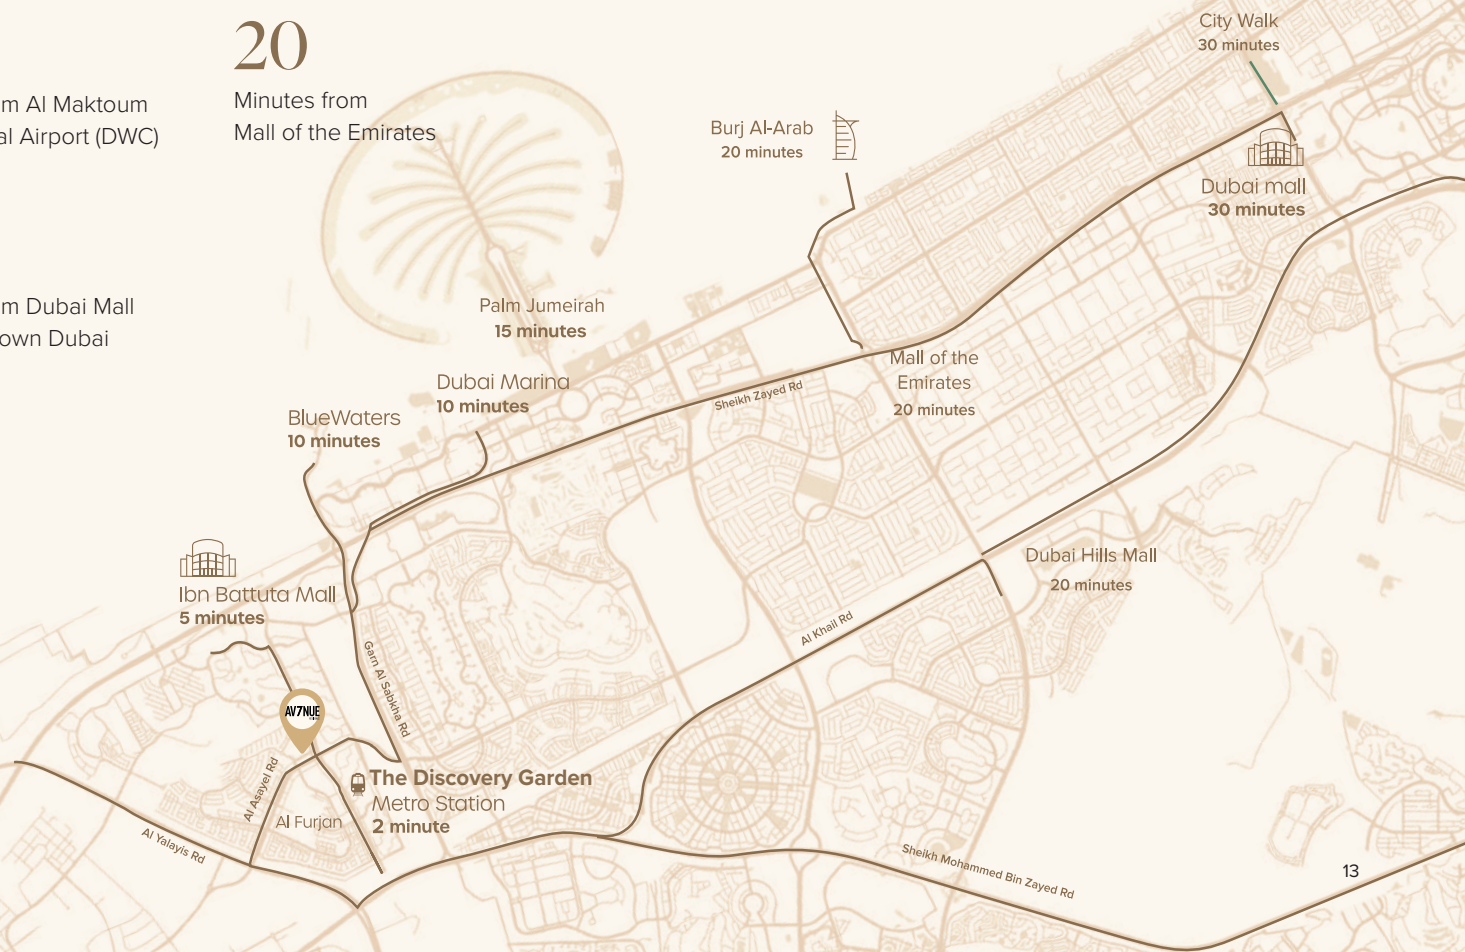 20
Minutes from
Mall of the Emirates
m Al Maktoum
al Airport (DWC)
m Dubai Mall
own Dubai
City Walk
30 minutes
Burj Al-Arab
20 minutes
Dubai mall
30 minutes
Palm Jumeirah
15 minutes
Dubai Marina
10 minutes
BlueWaters
10 minutes
Sheikh Zayed Rd
Mall of the
Emirates
20 minutes
Ibn Battuta Mall
5 minutes
Dubai Hills Mall
20 minutes
Al Khail Rd
Garn Al Sabkha Rd
AV7NUE
The Discovery Garden
Metro Station
2 minute
Al Asayel Rd
Al Furjan
Al Yalayis Rd
Sheikh Mohammed Bin Zayed Rd
13